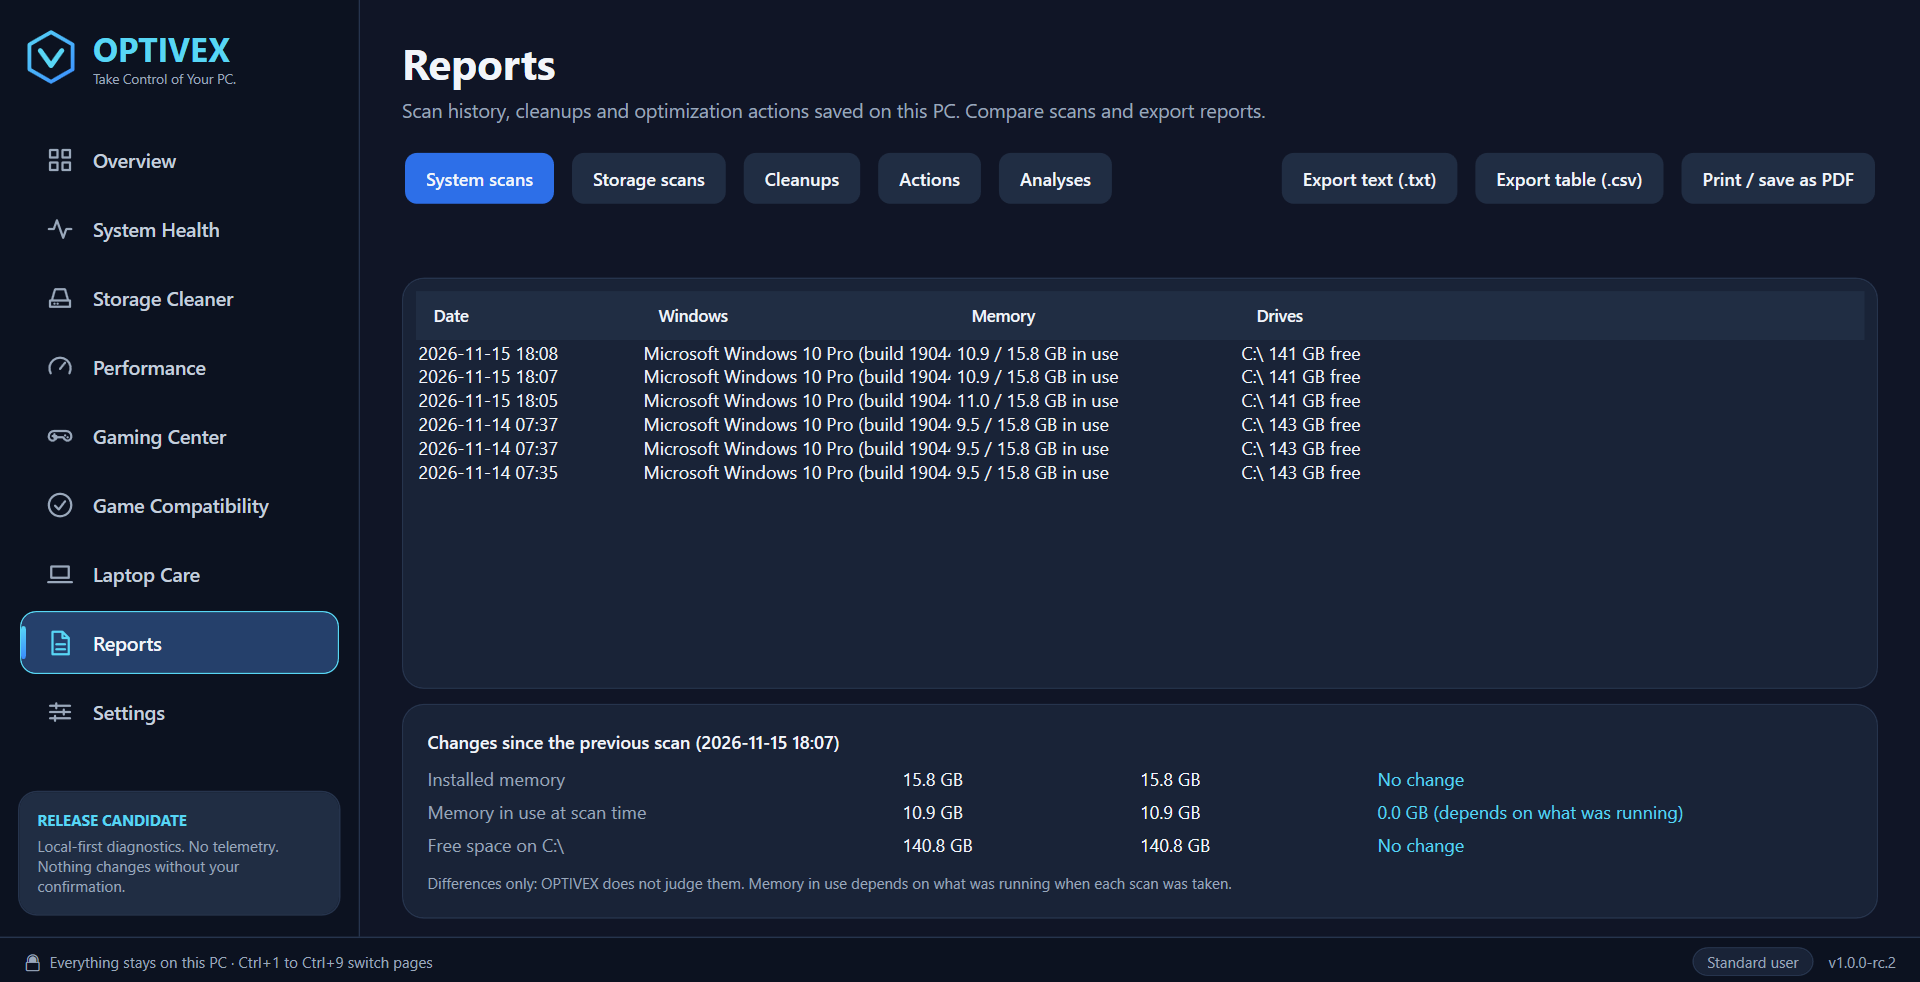 OPTIVEX
Take Control of Your PC.
Overview
System Health
Storage Cleaner
Performance
Gaming Center
Game Compatibility
Laptop Care
Reports
Settings
RELEASE CANDIDATE
Local-first diagnostics. No telemetry.
Nothing changes without your
confirmation.
Reports
Scan history, cleanups and optimization actions saved on this PC. Compare scans and export reports.
System scans Storage scans Cleanups Actions Analyses Export text (.txt) Export table (.csv) Print / save as PDF
Date Windows Memory Drives
2026-11-15 18:08 Microsoft Windows 10 Pro (build 19044 10.9 / 15.8 GB in use C:\ 141 GB free
2026-11-15 18:07 Microsoft Windows 10 Pro (build 19044 10.9 / 15.8 GB in use C:\ 141 GB free
2026-11-15 18:05 Microsoft Windows 10 Pro (build 19044 11.0 / 15.8 GB in use C:\ 141 GB free
2026-11-14 07:37 Microsoft Windows 10 Pro (build 19044 9.5 / 15.8 GB in use C:\ 143 GB free
2026-11-14 07:37 Microsoft Windows 10 Pro (build 19044 9.5 / 15.8 GB in use C:\ 143 GB free
2026-11-14 07:35 Microsoft Windows 10 Pro (build 19044 9.5 / 15.8 GB in use C:\ 143 GB free
Changes since the previous scan (2026-11-15 18:07)
Installed memory 15.8 GB 15.8 GB No change
Memory in use at scan time 10.9 GB 10.9 GB 0.0 GB (depends on what was running)
Free space on C:\ 140.8 GB 140.8 GB No change
Differences only: OPTIVEX does not judge them. Memory in use depends on what was running when each scan was taken.
Everything stays on this PC · Ctrl+1 to Ctrl+9 switch pages
Standard user v1.0.0-rc.2